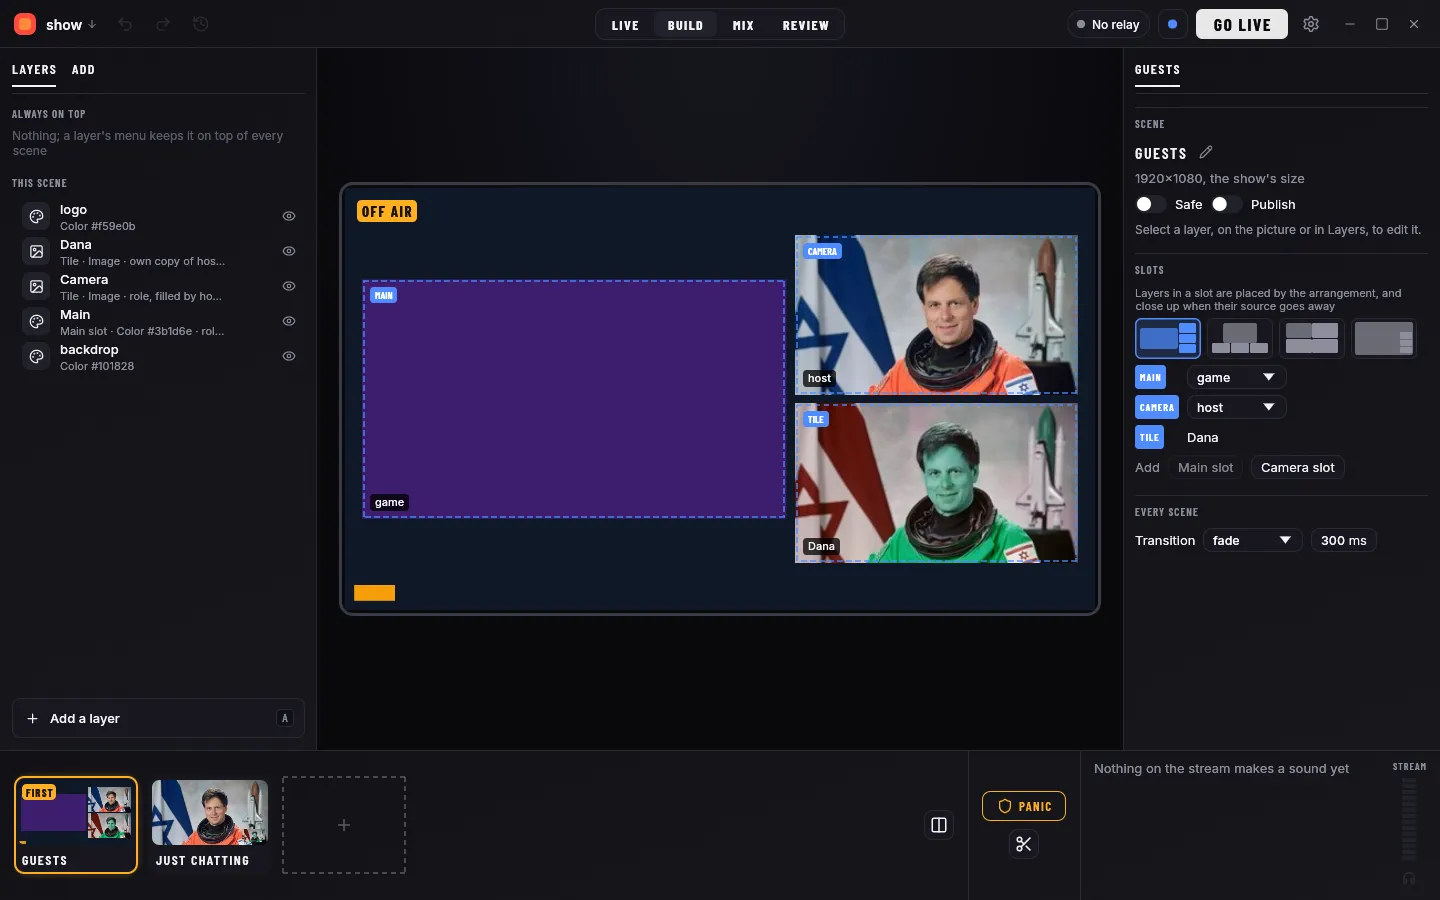 show
LIVE
BUILD
MIX
REVIEW
No relay
GO LIVE
LAYERS
ADD
ALWAYS ON TOP
Nothing; a layer's menu keeps it on top of every
scene
THIS SCENE
logo
Color #f59e0b
Dana
Tile · Image · own copy of hos...
Camera
Tile · Image · role, filled by ho...
Main
Main slot · Color #3b1d6e · rol...
backdrop
Color #101828
Add a layer
A
OFF AIR
MAIN
game
CAMERA
host
TILE
Dana
GUESTS
SCENE
GUESTS
1920×1080, the show's size
Safe
Publish
Select a layer, on the picture or in Layers, to edit it.
SLOTS
Layers in a slot are placed by the arrangement, and
close up when their source goes away
MAIN
game
CAMERA
host
TILE
Dana
Add
Main slot
Camera slot
EVERY SCENE
Transition
fade
300 ms
FIRST
GUESTS
JUST CHATTING
+
PANIC
Nothing on the stream makes a sound yet
STREAM